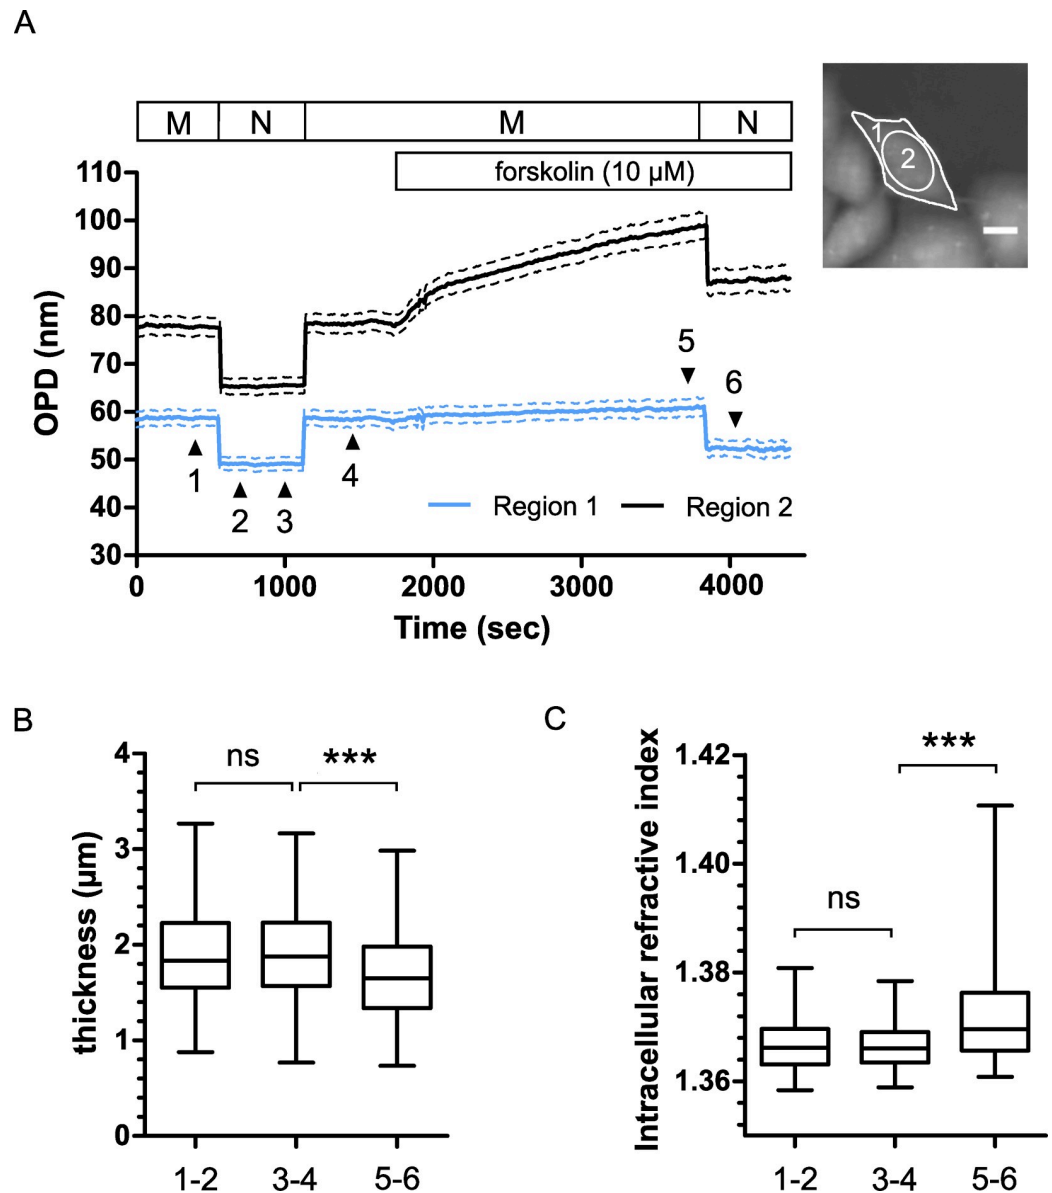 A
M N M N
forskolin (10 µM)
1
2
110
100
90
80
70
60
50
40
30
OPD (nm)
5
6
1
4
2 3
Region 1 Region 2
0 1000 2000 3000 4000
Time (sec)
B
ns ***
4
3
2
1
0
thickness (µm)
1-2 3-4 5-6
C
***
ns
1.42
1.40
1.38
1.36
Intracellular refractive index
1-2 3-4 5-6